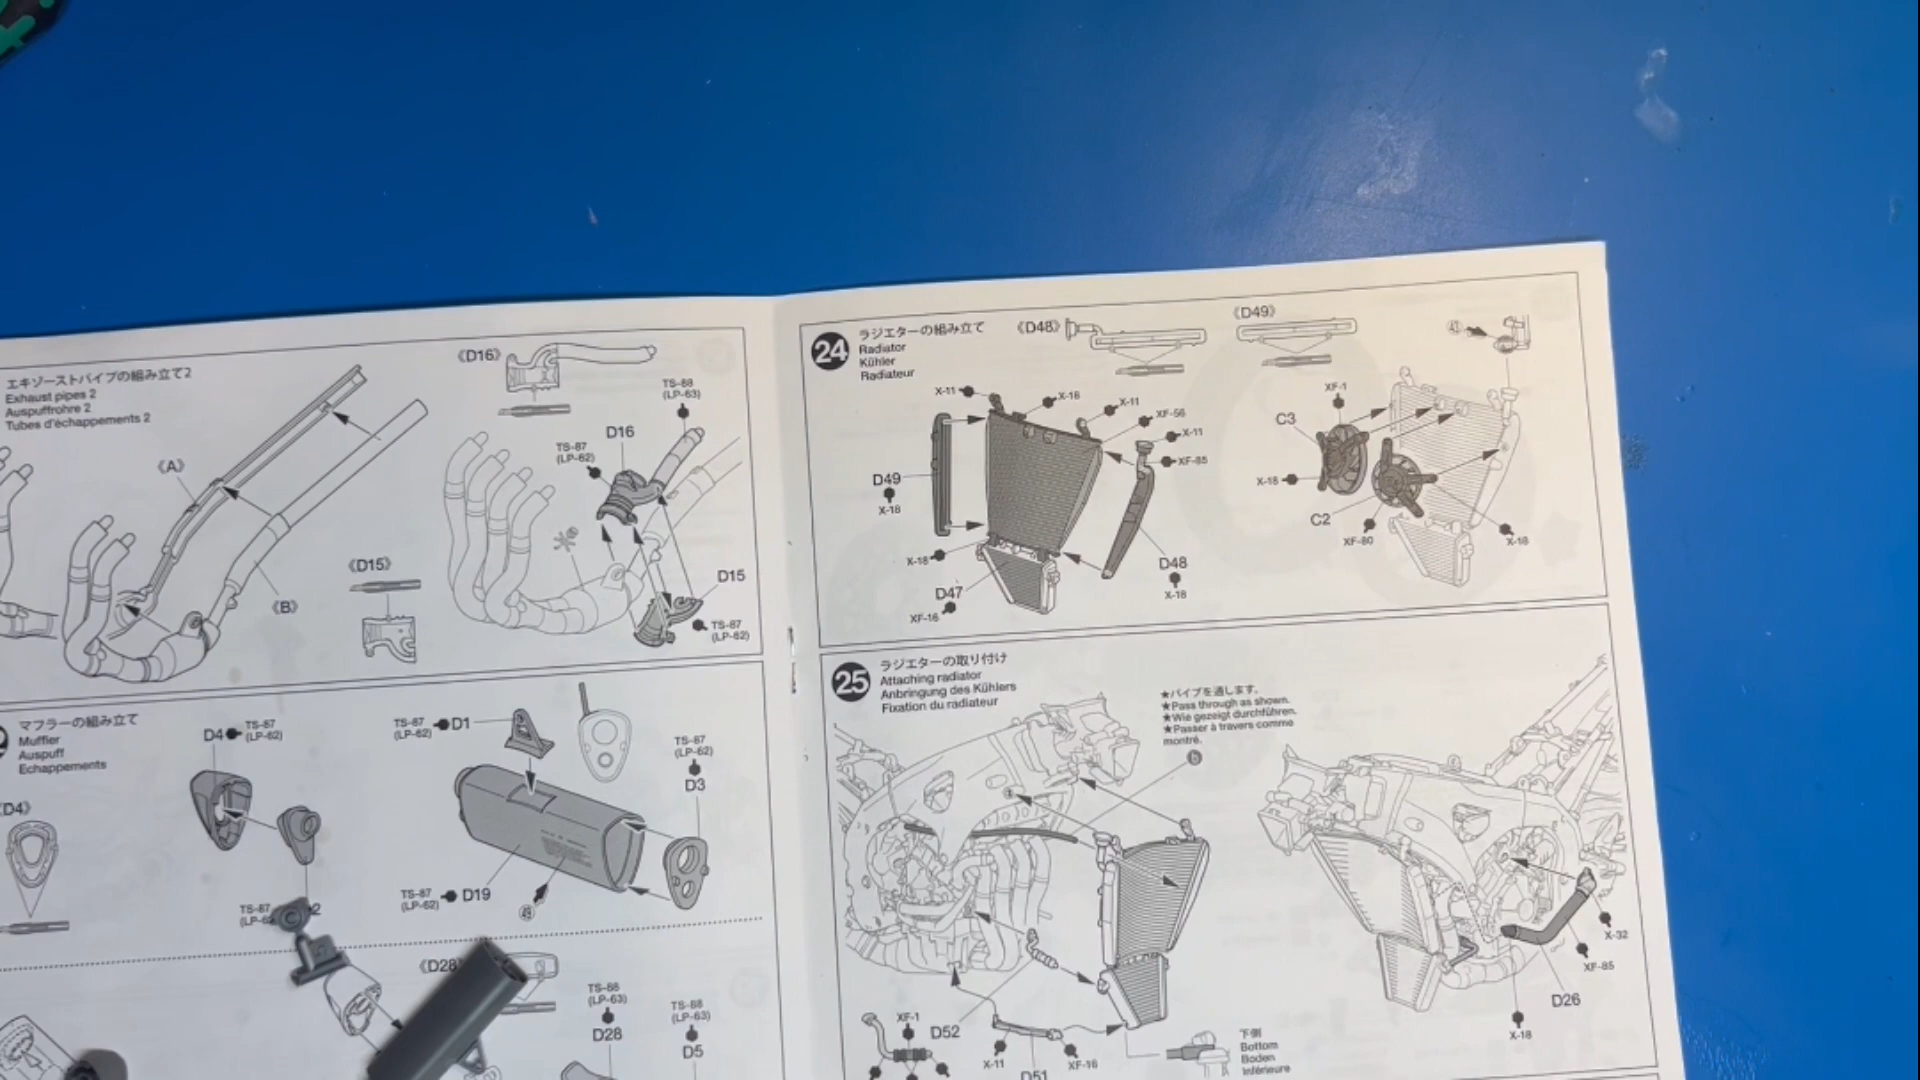 エキゾーストパイプの組み立て2
Exhaust pipes 2
Auspuffrohre 2
Tubes d'échappements 2
《D16》
TS-88
(LP-63)
D16
TS-87
(LP-62)
《A》
《D15》
《B》
D15
TS-87
(LP-62)
マフラーの組み立て
Muffler
Auspuff
Echappements
D4
TS-87
(LP-62)
TS-87
(LP-62)
D1
TS-87
(LP-62)
D3
D4》
TS-87
(LP-62)
D19
49
TS-87
《D28
TS-88
(LP-63)
D28
TS-88
(LP-63)
D5
24
ラジエターの組み立て
Radiator
Kühler
Radiateur
《D48》
《D49》
41
X-11
X-18
X-11
XF-56
X-11
XF-85
D49
X-18
X-18
D47
XF-16
D48
X-18
XF-1
C3
X-18
C2
XF-80
X-18
25
ラジエターの取り付け
Attaching radiator
Anbringung des Kühlers
Fixation du radiateur
★パイプを通します。
★Pass through as shown.
★Wie gezeigt durchführen.
★Passer à travers comme
montré.
XF-1
D52
X-11
D51
XF-16
下側
Bottom
Boden
Inférieure
X-32
XF-85
D26
X-18